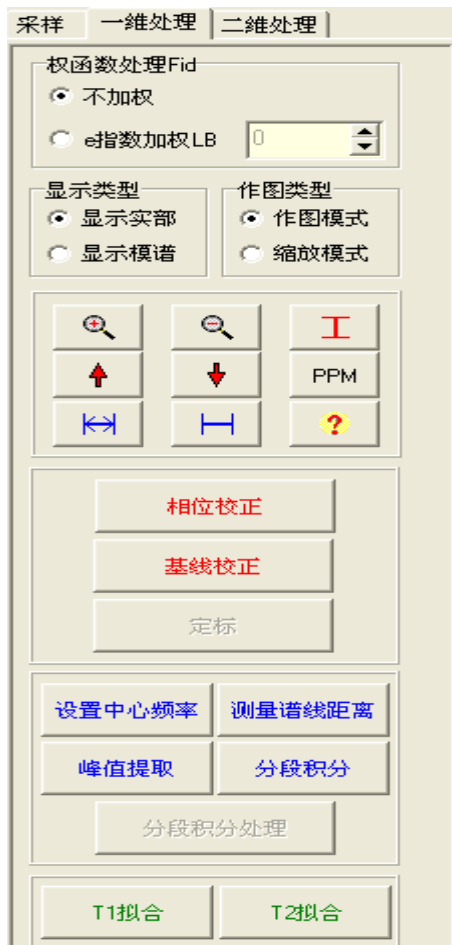 采样 一维处理 二维处理
权函数处理Fid
不加权
e指数加权LB 0
显示类型 作图类型
显示实部 作图模式
显示模谱 缩放模式
PPM
?
相位校正
基线校正
定标
设置中心频率 测量谱线距离
峰值提取 分段积分
分段积分处理
T1拟合 T2拟合